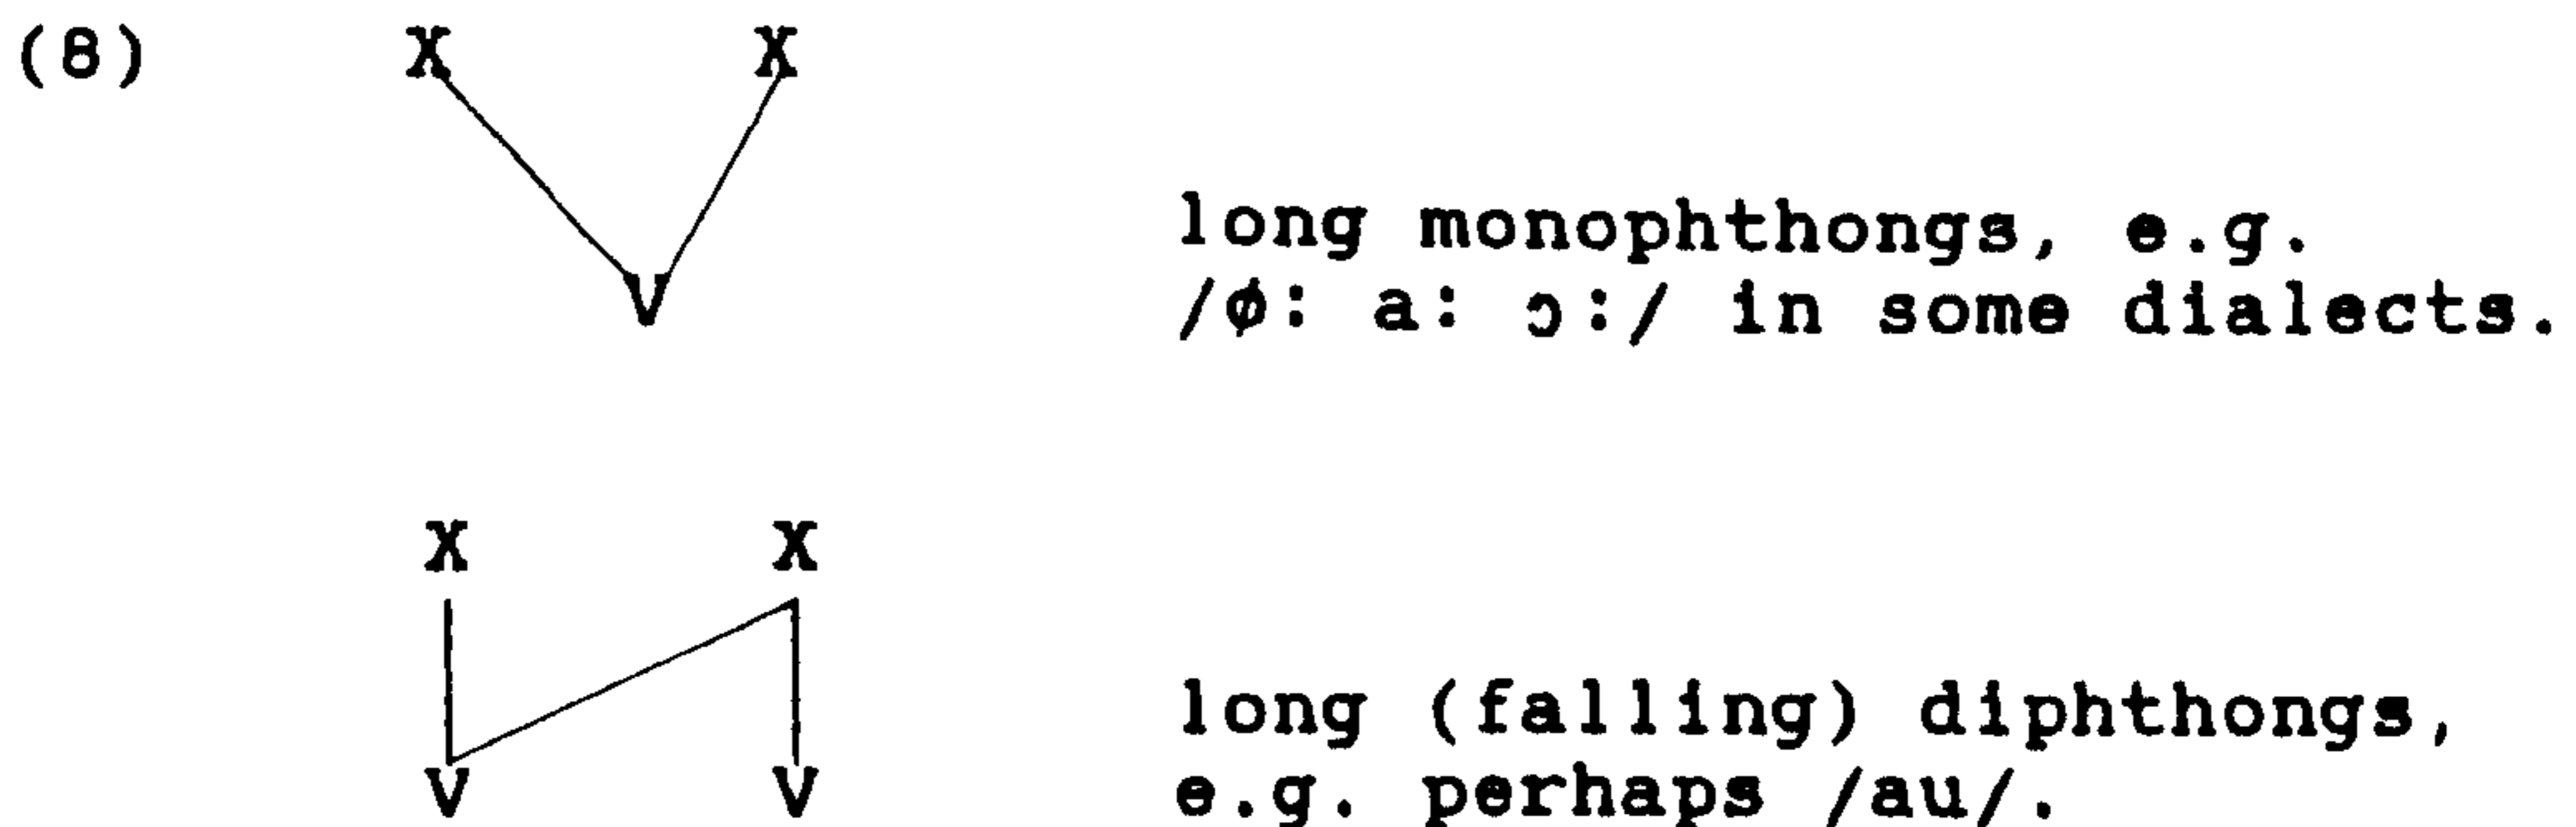 (8) X X
V
long monophthongs, e.g.
/ø: a: ɔ:/ in some dialects.
X X
V V
long (falling) diphthongs,
e.g. perhaps /au/.